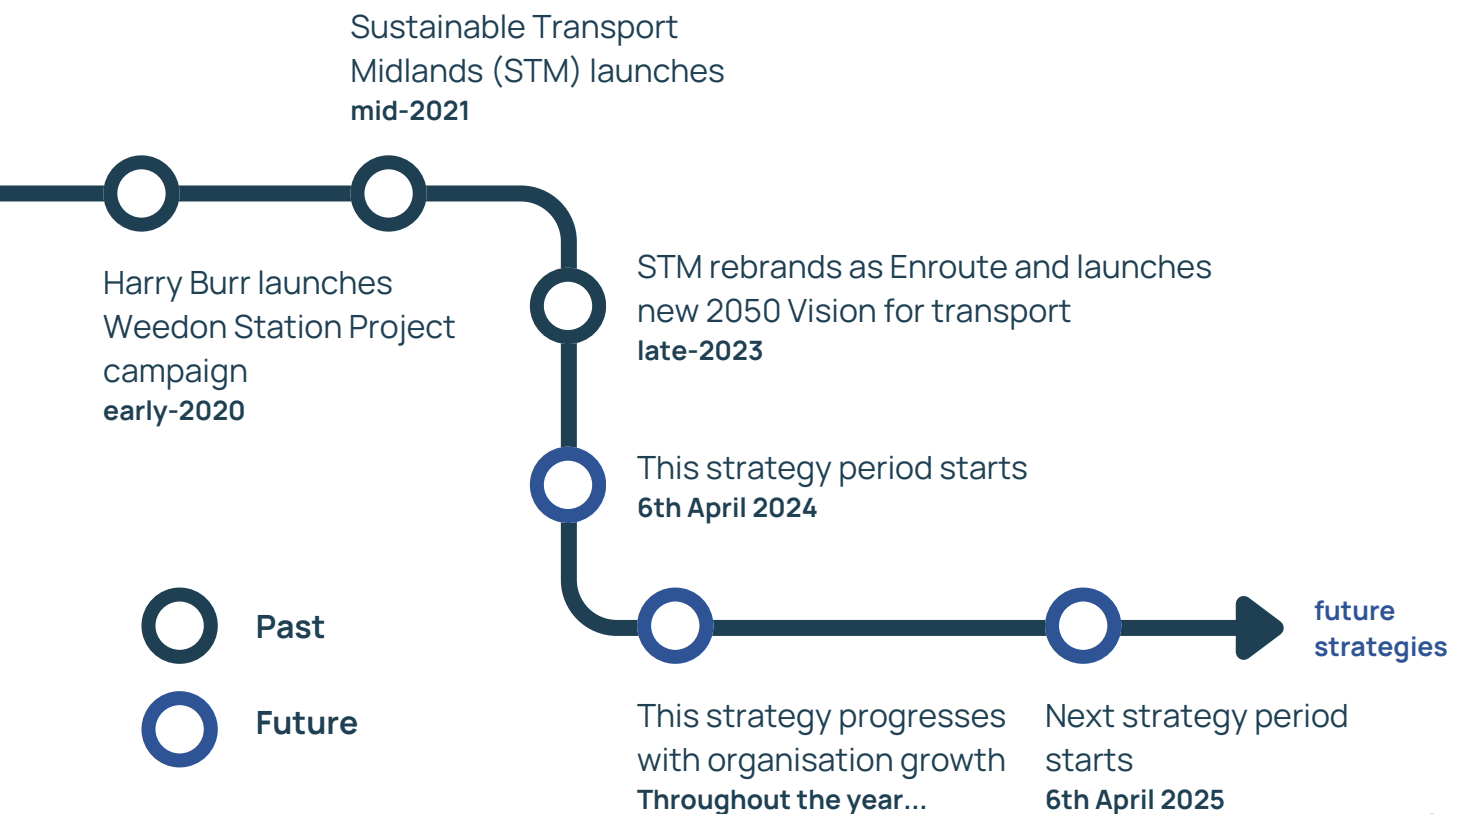 Sustainable Transport
Midlands (STM) launches
mid-2021
Harry Burr launches
Weedon Station Project
campaign
early-2020
STM rebrands as Enroute and launches
new 2050 Vision for transport
late-2023
This strategy period starts
6th April 2024
Past
Future
future
strategies
This strategy progresses
with organisation growth
Throughout the year...
Next strategy period
starts
6th April 2025